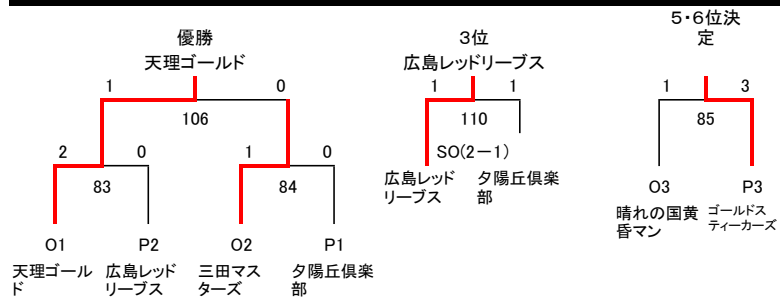 優勝
天理ゴールド
1 0
106
2 0
83
1 0
84
O1
天理ゴール
ド
P2
広島レッド
リーブス
O2
三田マス
ターズ
P1
夕陽丘倶楽
部
3位
広島レッドリーブス
1 1
110
SO(2－1)
広島レッド
リーブス
夕陽丘倶楽
部
5・6位決
定
1 3
85
O3
晴れの国黄
昏マン
P3
ゴールドス
ティーカーズ